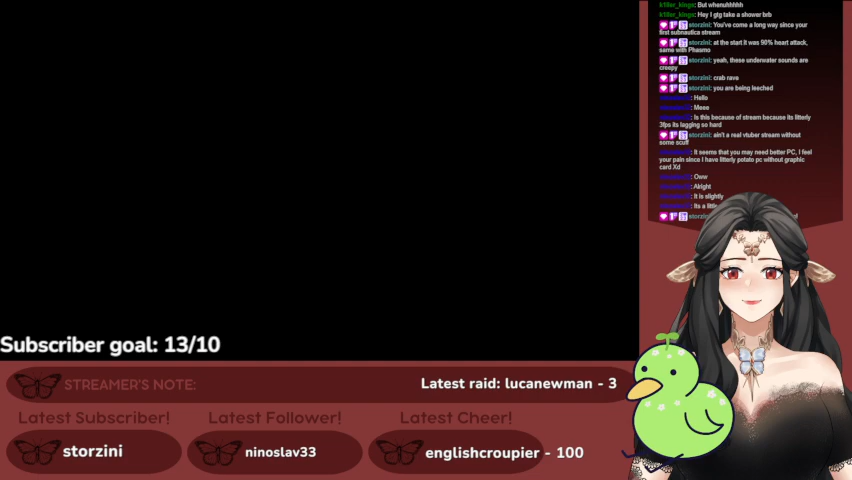 k1ller_kinge: But whenuhhhhh
k1ller_kinge: Hey I gtg take a shower brb
storzini: You've come a long way since your
first subnautica stream
storzini: at the start it was 90% heart attack,
same with Phasmo
storzini: yeah, these underwater sounds are
creepy
storzini: crab rave
storzini: you are being leeched
: Hello
: Meee
: Is this because of stream because its litterly
3fps its lagging so hard
storzini: ain't a real vtuber stream without
some scuff
: It seems that you may need better PC, I feel
your pain since I have litterly potato pc without graphic
card Xd
: Oww
: Alright
: It is slightly
: Its a
Subscriber goal: 13/10
STREAMER'S NOTE:
Latest raid: lucanewman - 3
Latest Subscriber!
Latest Follower!
Latest Cheer!
storzini
ninoslav33
englishcroupier - 100